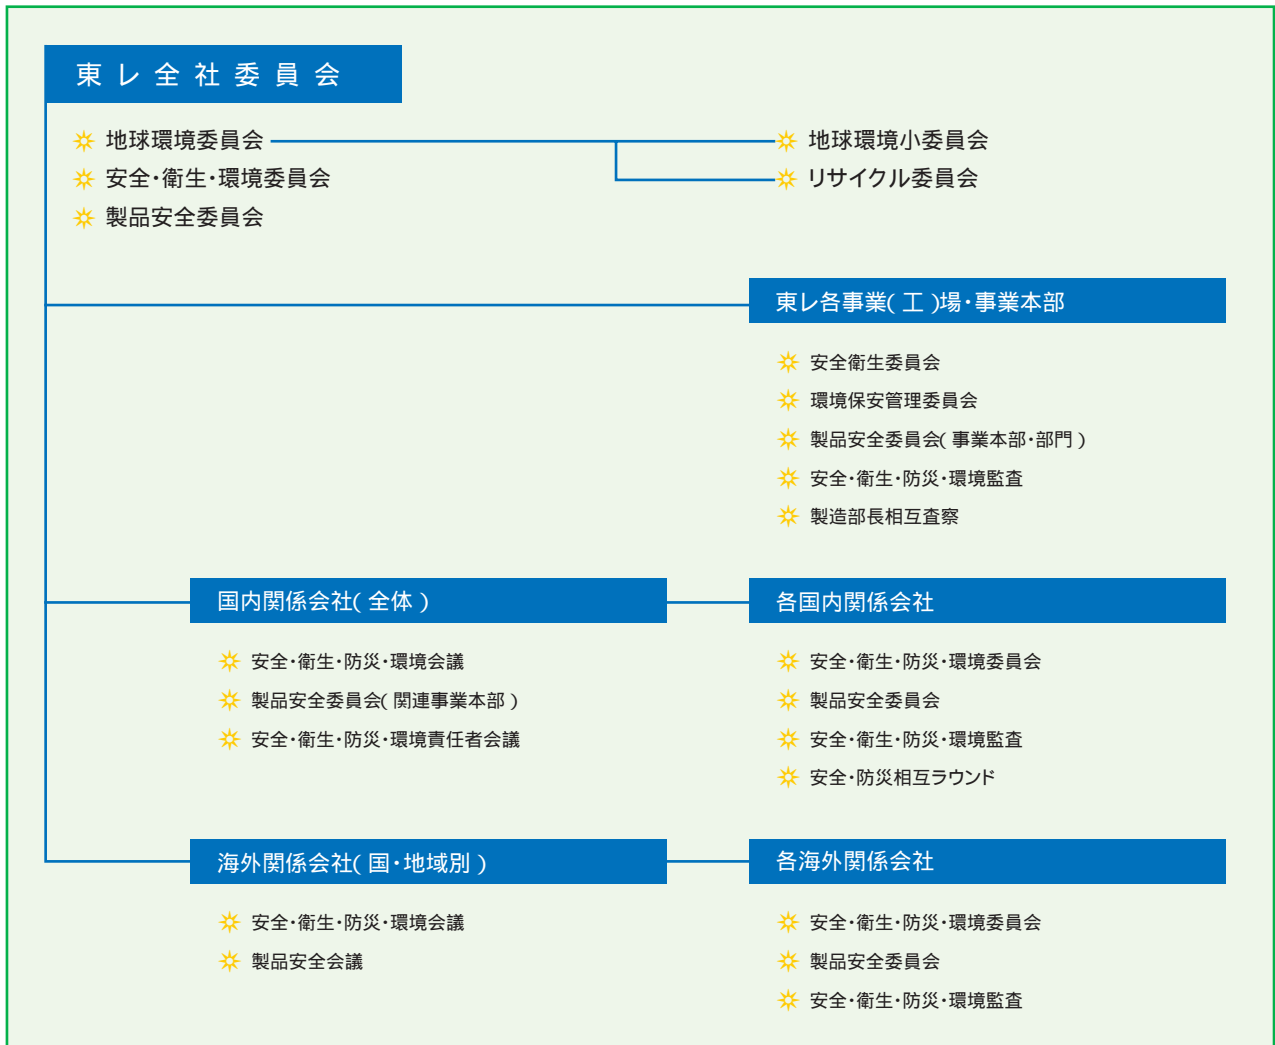 東レ全社委員会
地球環境委員会
安全・衛生・環境委員会
製品安全委員会
地球環境小委員会
リサイクル委員会
東レ各事業(工)場・事業本部
安全衛生委員会
環境保安管理委員会
製品安全委員会(事業本部・部門)
安全・衛生・防災・環境監査
製造部長相互査察
国内関係会社(全体)
安全・衛生・防災・環境会議
製品安全委員会(関連事業本部)
安全・衛生・防災・環境責任者会議
各国内関係会社
安全・衛生・防災・環境委員会
製品安全委員会
安全・衛生・防災・環境監査
安全・防災相互ラウンド
海外関係会社(国・地域別)
安全・衛生・防災・環境会議
製品安全会議
各海外関係会社
安全・衛生・防災・環境委員会
製品安全委員会
安全・衛生・防災・環境監査